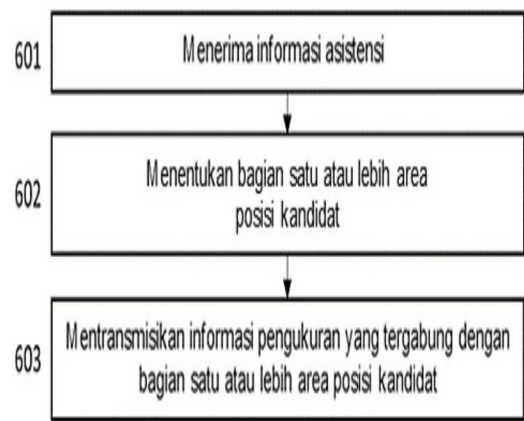 601
Menerima informasi asistensi
602
Menentukan bagian satu atau lebih area
posisi kandidat
603
Mentransmisikan informasi pengukuran yang tergabung dengan
bagian satu atau lebih area posisi kandidat